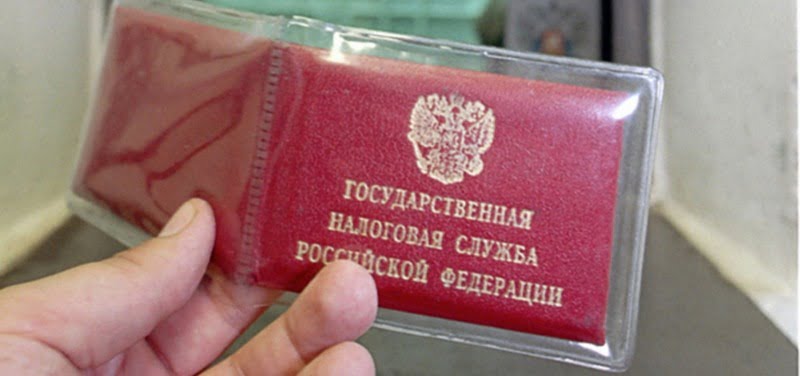 ГОСУДАРСТВЕННАЯ
НАЛОГОВАЯ СЛУЖБА
РОССИЙСКОЙ ФЕДЕРАЦИИ